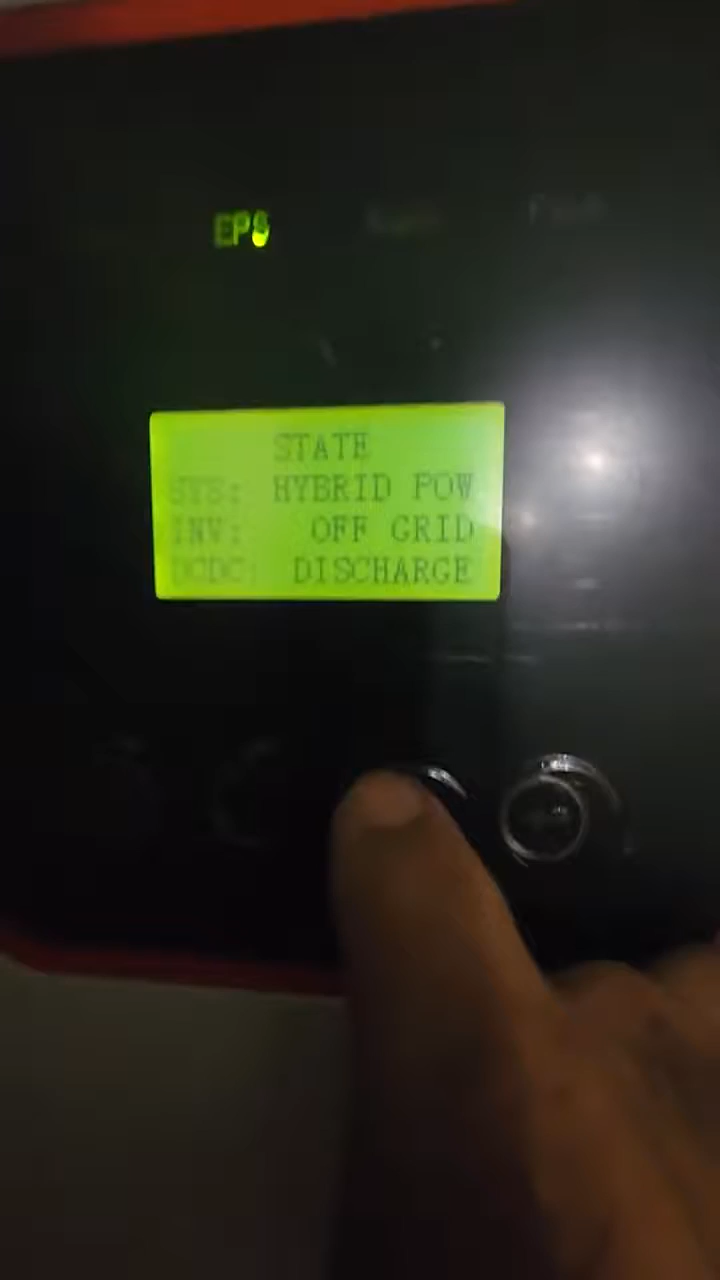 EPS
STATE
SYS: HYBRID POW
INV: OFF GRID
DCDC: DISCHARGE